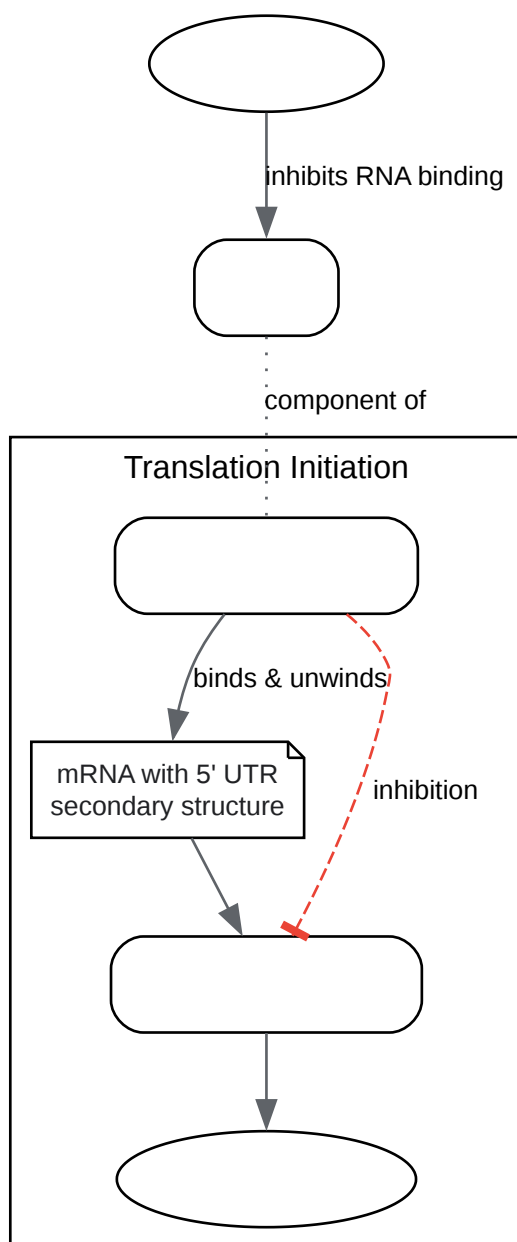 inhibits RNA binding
component of
Translation Initiation
binds & unwinds
mRNA with 5' UTR
secondary structure
inhibition